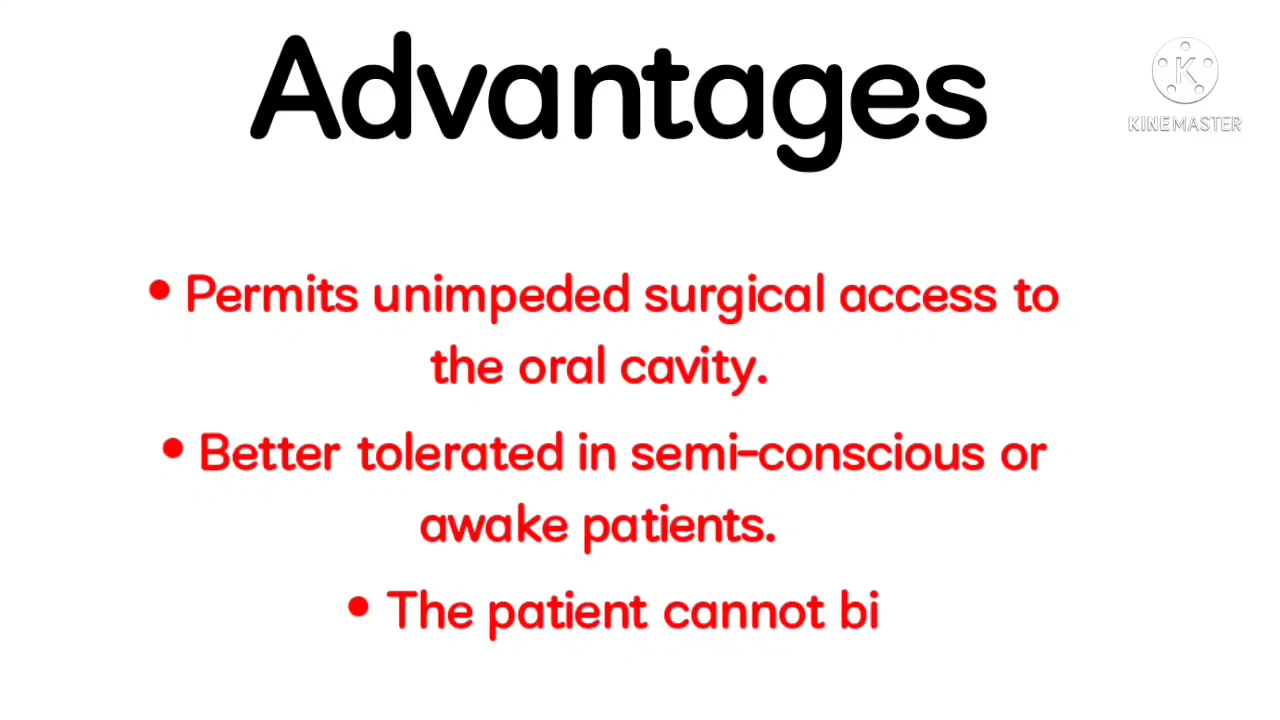 Advantages
KINEMASTER
• Permits unimpeded surgical access to
the oral cavity.
• Better tolerated in semi-conscious or
awake patients.
• The patient cannot bi